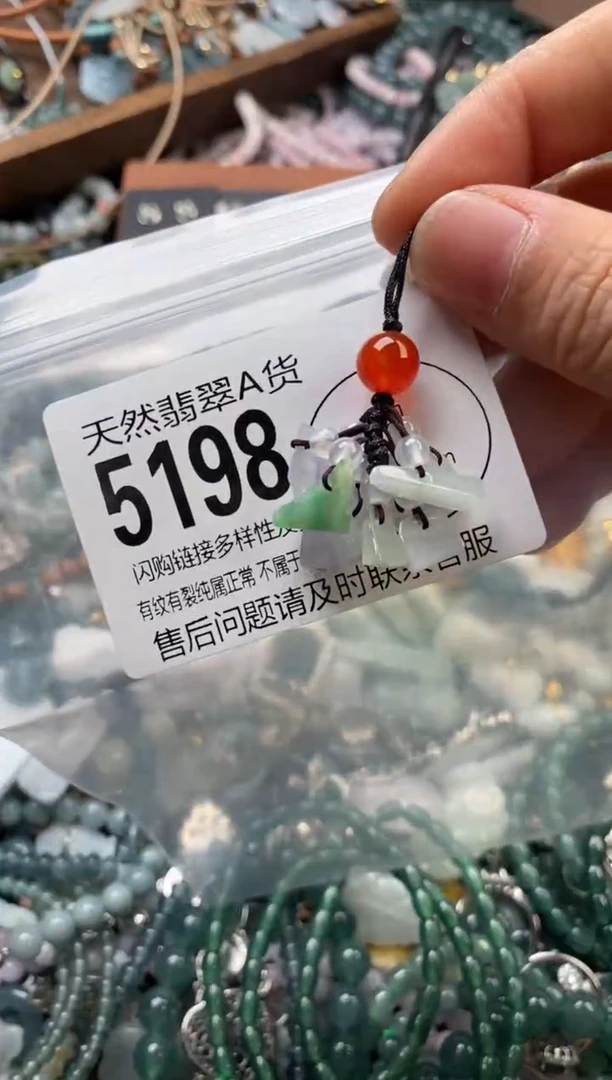 天然翡翠A货
5198
闪购链接多样性
有纹有裂纯属正常 不属于
售后问题请及时联系客服